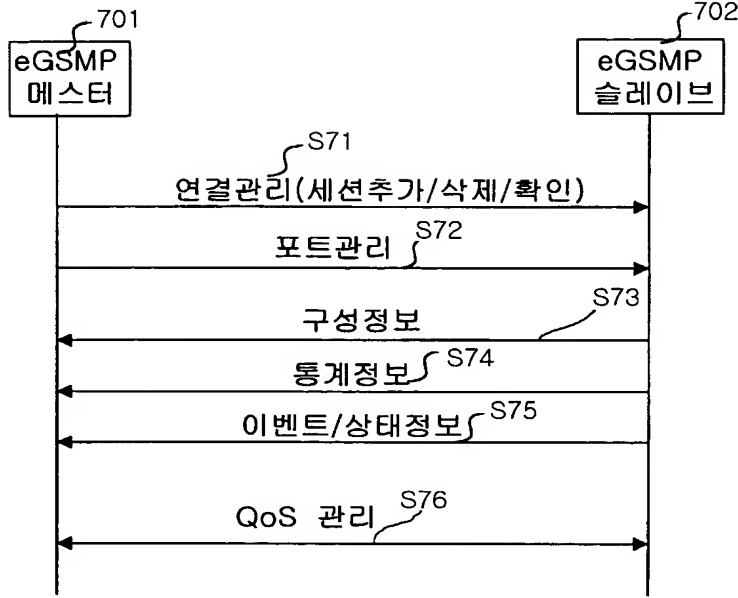 701
eGSMP
메스터
702
eGSMP
슬레이브
S71
연결관리(세션추가/삭제/확인)
S72
포트관리
S73
구성정보
S74
통계정보
S75
이벤트/상태정보
S76
QoS 관리